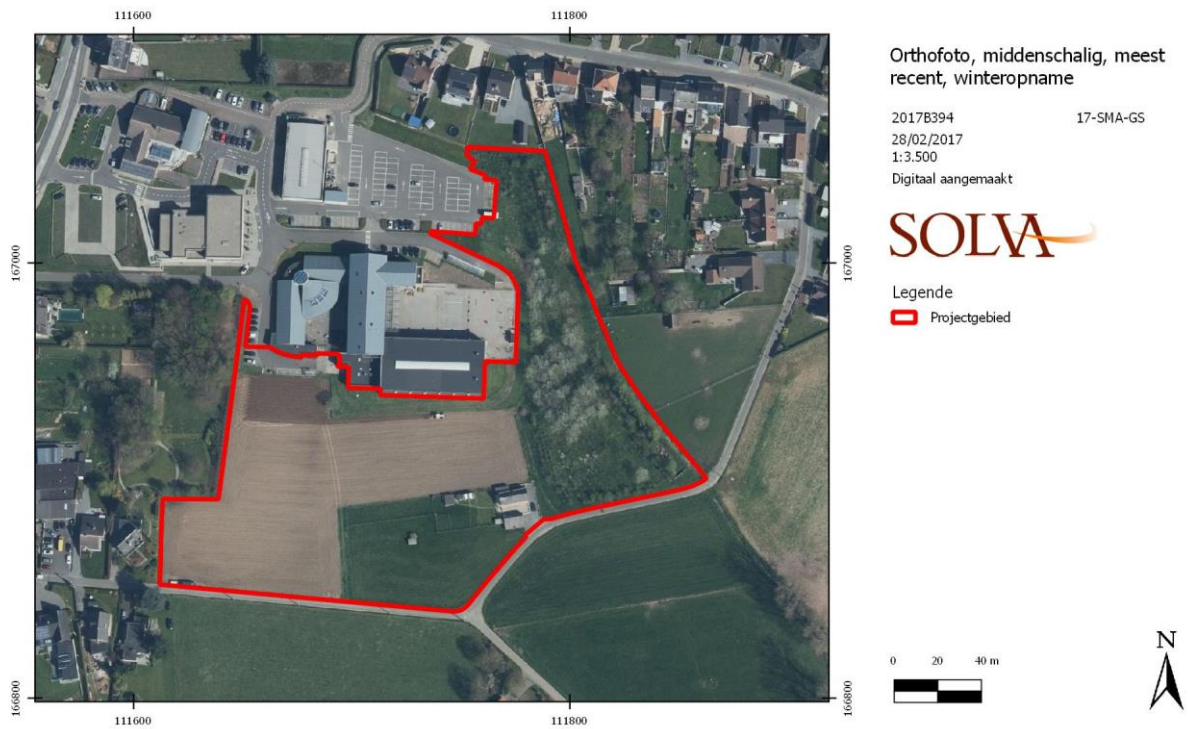 111600 111800
Orthofoto, middenschalig, meest
recent, winteropname
2017B394 17-SMA-GS
28/02/2017
1:3.500
Digitaal aangemaakt
SOLVA
167000 167000
Legende
Projectgebied
N
0 20 40 m
166800 166800
111600 111800